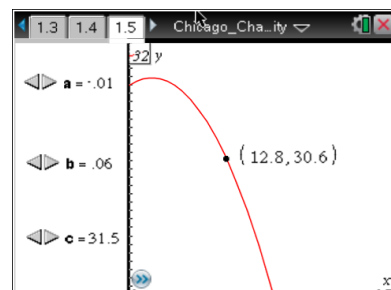 1.3 1.4 1.5 Chicago_Cha...ity
32 y
a = -.01
(12.8,30.6)
b = .06
c = 31.5
x